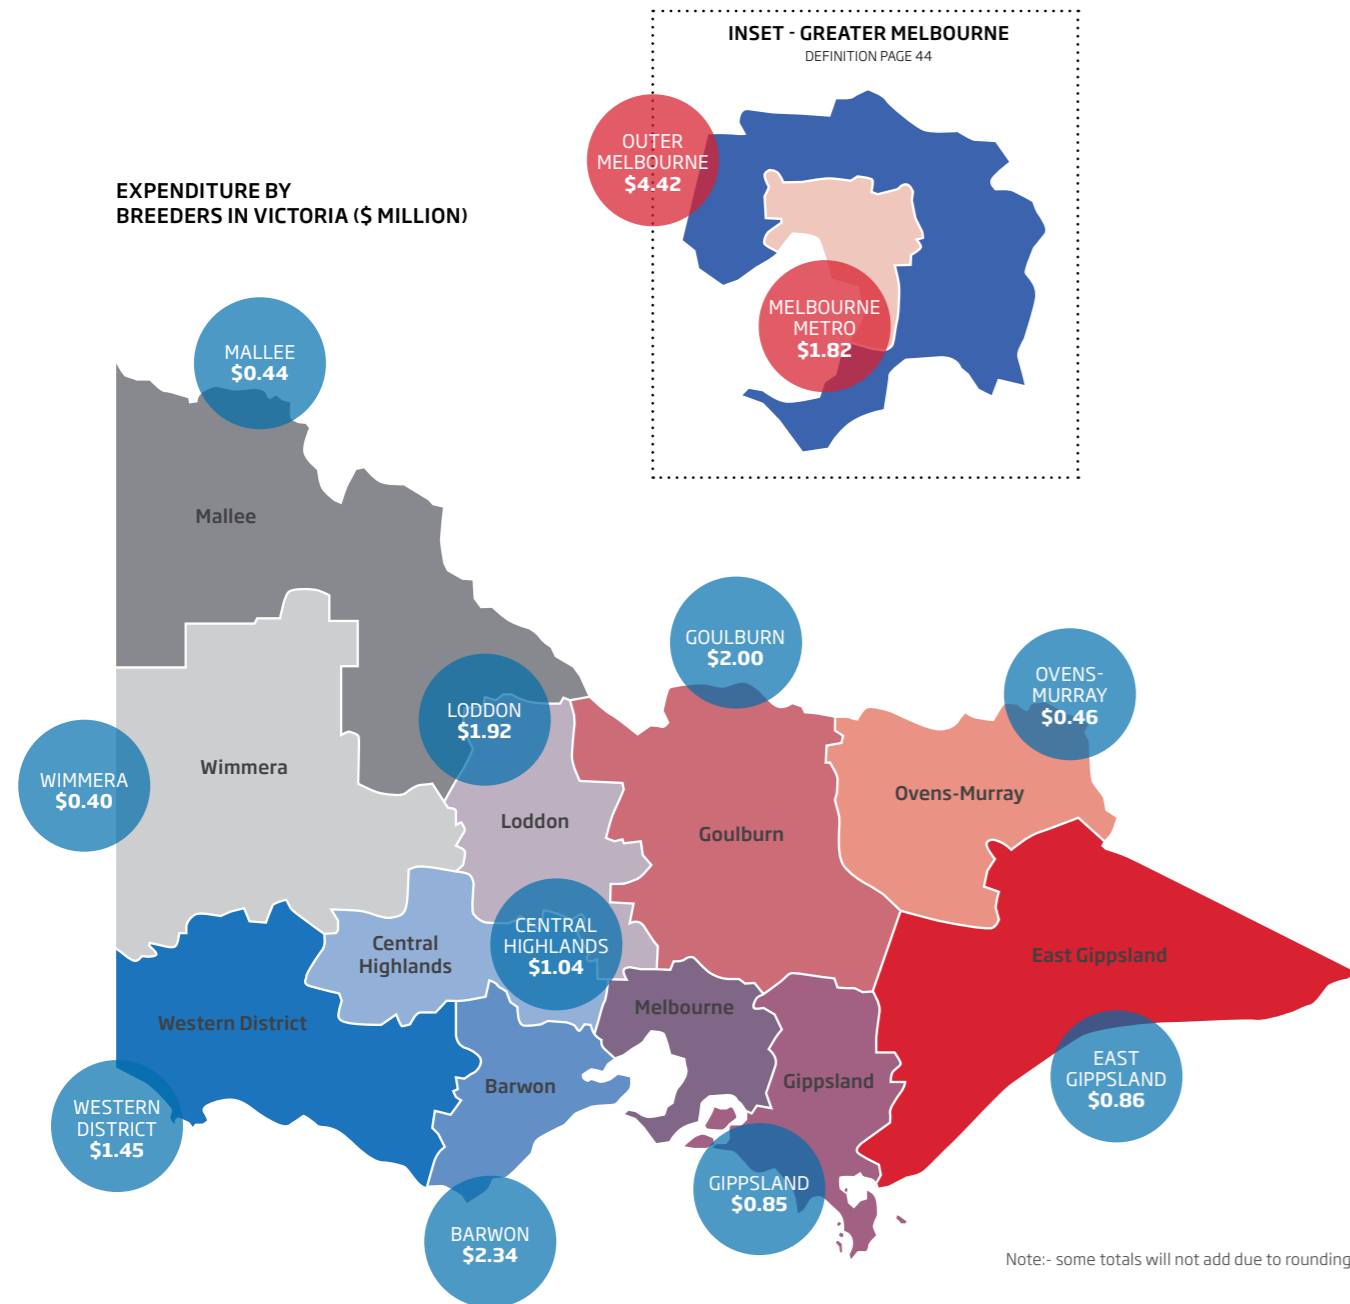 INSET - GREATER MELBOURNE
DEFINITION PAGE 44
OUTER
MELBOURNE
$4.42
EXPENDITURE BY
BREEDERS IN VICTORIA ($ MILLION)
MELBOURNE
METRO
$1.82
MALLEE
$0.44
Mallee
GOULBURN
$2.00
OVENS-
MURRAY
$0.46
LODDON
$1.92
WIMMERA
$0.40
Wimmera
Ovens-Murray
Loddon
Goulburn
CENTRAL
HIGHLANDS
$1.04
Central
Highlands
East Gippsland
Melbourne
Western District
Gippsland
Barwon
EAST
GIPPSLAND
$0.86
WESTERN
DISTRICT
$1.45
GIPPSLAND
$0.85
BARWON
$2.34
Note:- some totals will not add due to rounding